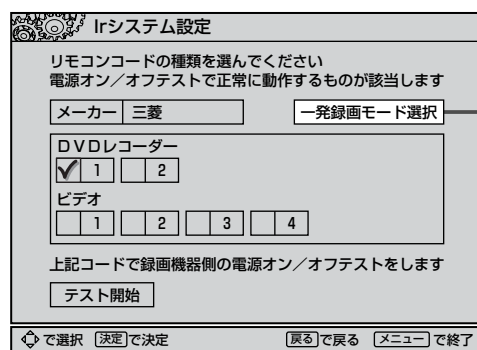 Irシステム設定
リモコンコードの種類を選んでください
電源オン／オフテストで正常に動作するものが該当します
メーカー 三菱 一発録画モード選択
ＤＶＤレコーダー
1 2
ビデオ
1 2 3 4
上記コードで録画機器側の電源オン／オフテストをします
テスト開始
で選択 決定で決定 戻るで戻る メニューで終了